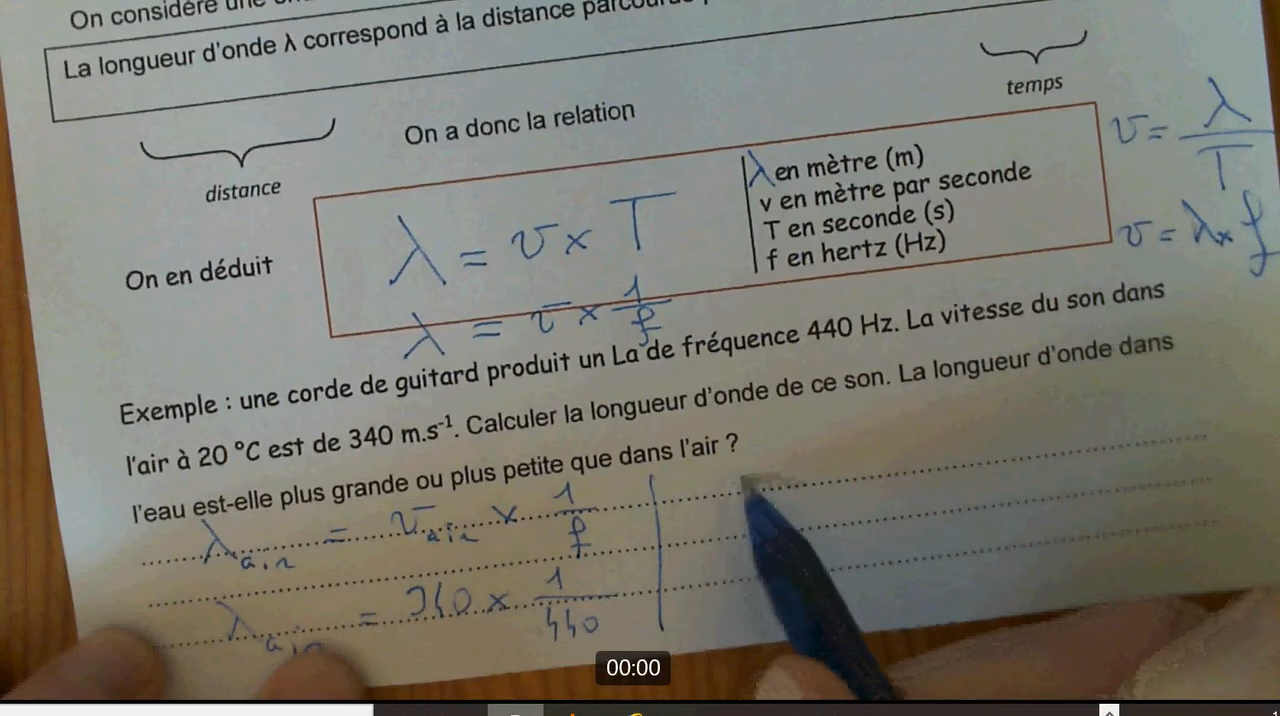 On considère une
La longueur d'onde λ correspond à la distance
temps
distance
On a donc la relation
v = λ / T
λ en mètre (m)
v en mètre par seconde
T en seconde (s)
f en hertz (Hz)
λ = v × T
v = λ × f
On en déduit
λ = v × 1/f
Exemple : une corde de guitard produit un La de fréquence 440 Hz. La vitesse du son dans
l'air à 20 °C est de 340 m.s⁻¹. Calculer la longueur d'onde de ce son. La longueur d'onde dans
l'eau est-elle plus grande ou plus petite que dans l'air ?
λair = vair × 1/f
λair = 340 × 1/440
00:00